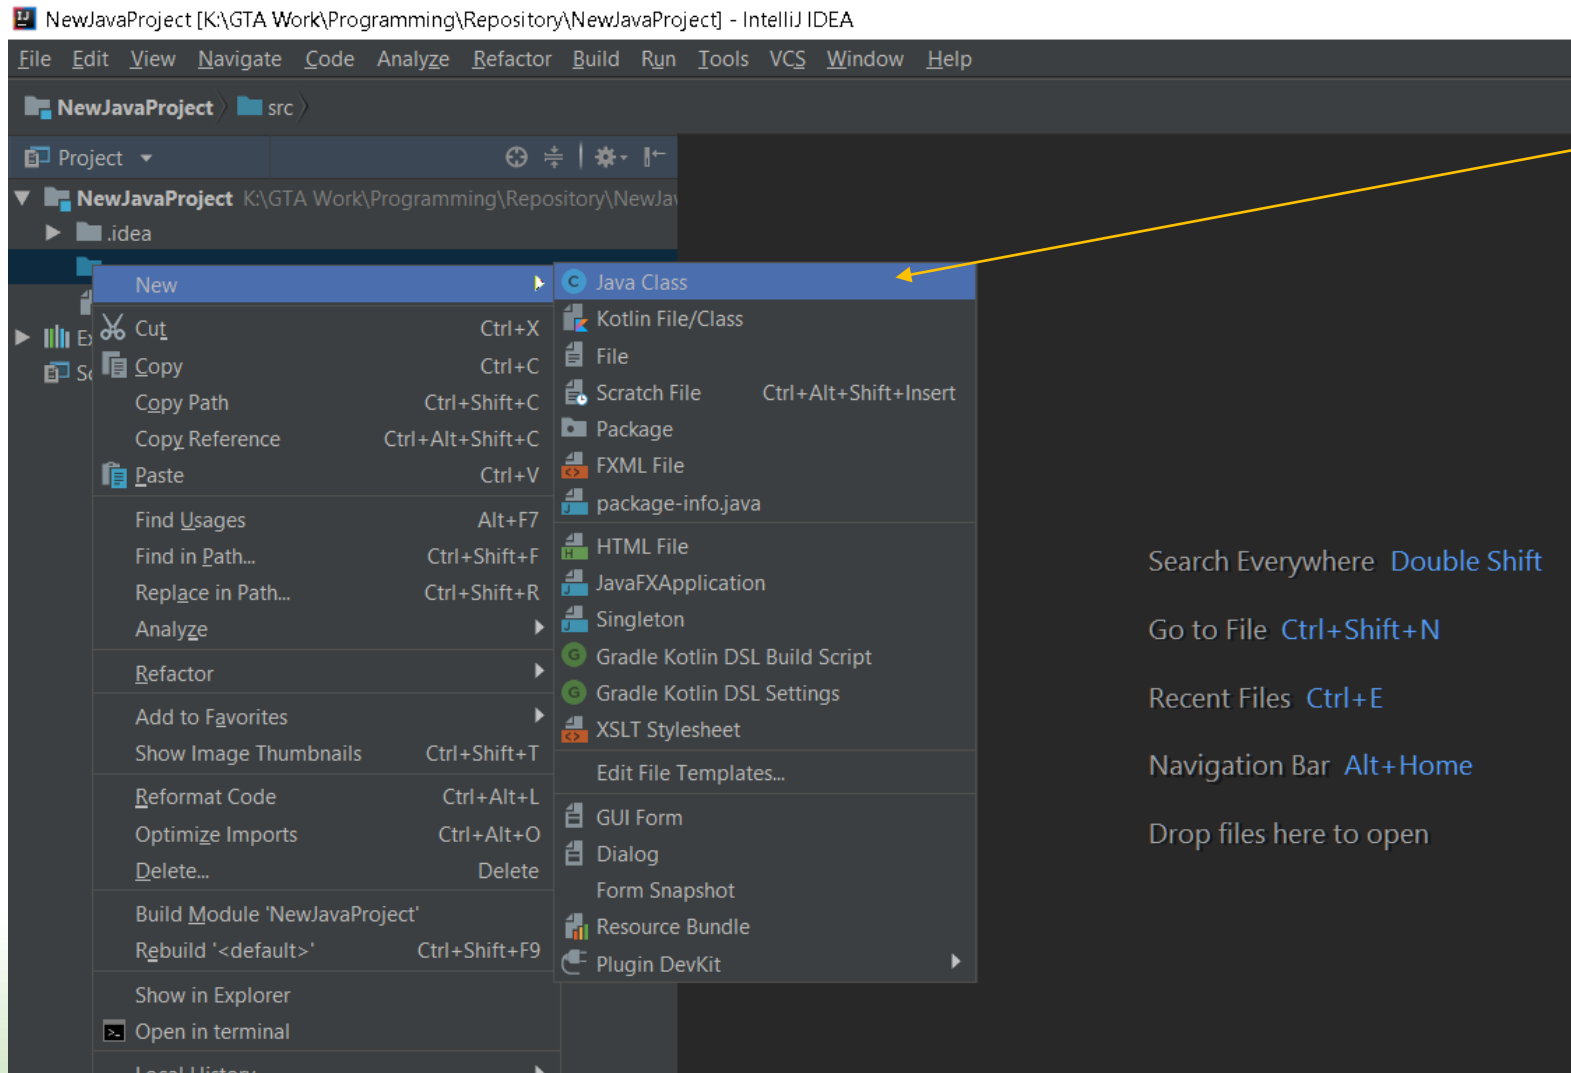 NewJavaProject [K:\GTA Work\Programming\Repository\NewJavaProject] - IntelliJ IDEA
File Edit View Navigate Code Analyze Refactor Build Run Tools VCS Window Help
NewJavaProject src
Project
NewJavaProject K:\GTA Work\Programming\Repository\NewJav
.idea
New
Cut Ctrl+X
Copy Ctrl+C
Copy Path Ctrl+Shift+C
Copy Reference Ctrl+Alt+Shift+C
Paste Ctrl+V
Find Usages Alt+F7
Find in Path... Ctrl+Shift+F
Replace in Path... Ctrl+Shift+R
Analyze
Refactor
Add to Favorites
Show Image Thumbnails Ctrl+Shift+T
Reformat Code Ctrl+Alt+L
Optimize Imports Ctrl+Alt+O
Delete... Delete
Build Module 'NewJavaProject'
Rebuild '<default>' Ctrl+Shift+F9
Show in Explorer
Open in terminal
Local History
Java Class
Kotlin File/Class
File
Scratch File Ctrl+Alt+Shift+Insert
Package
FXML File
package-info.java
HTML File
JavaFXApplication
Singleton
Gradle Kotlin DSL Build Script
Gradle Kotlin DSL Settings
XSLT Stylesheet
Edit File Templates...
GUI Form
Dialog
Form Snapshot
Resource Bundle
Plugin DevKit
Search Everywhere Double Shift
Go to File Ctrl+Shift+N
Recent Files Ctrl+E
Navigation Bar Alt+Home
Drop files here to open